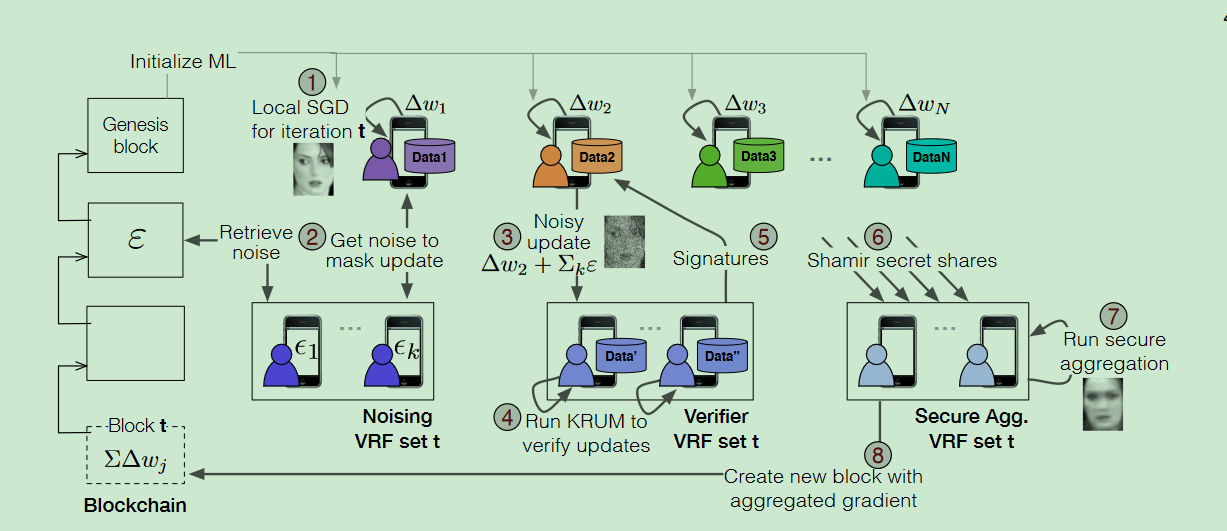 4
Initialize ML
1
Local SGD
for iteration t
Δw₁
Δw₂
Δw₃
Δw_N
Genesis
block
Data1
Data2
Data3
...
DataN
ε
Retrieve
noise
2
Get noise to
mask update
3
Noisy
update
Δw₂ + Σₖε
5
Signatures
6
Shamir secret shares
7
Run secure
aggregation
ϵ₁
...
ϵₖ
...
Data'
Data"
...
Noising
VRF set t
4
Run KRUM to
verify updates
Verifier
VRF set t
Secure Agg.
VRF set t
Block t
ΣΔwⱼ
Blockchain
8
Create new block with
aggregated gradient